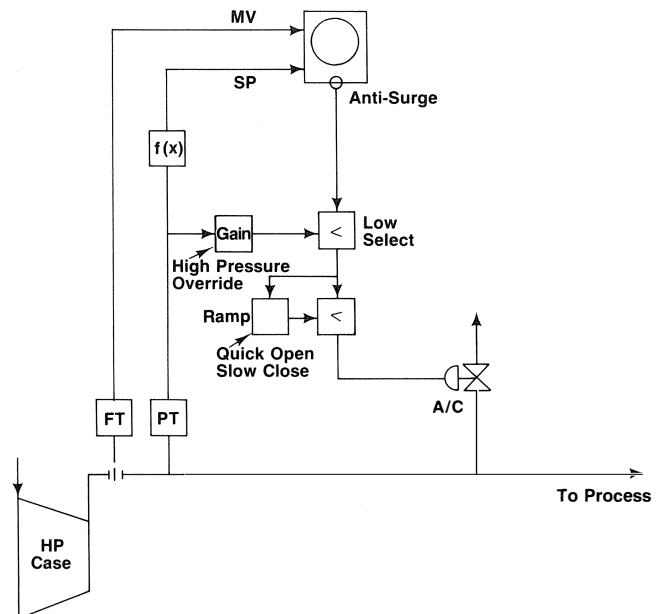 MV
SP
Anti-Surge
f(x)
Gain
<
Low
Select
High Pressure
Override
Ramp
<
Quick Open
Slow Close
A/C
FT
PT
To Process
HP
Case